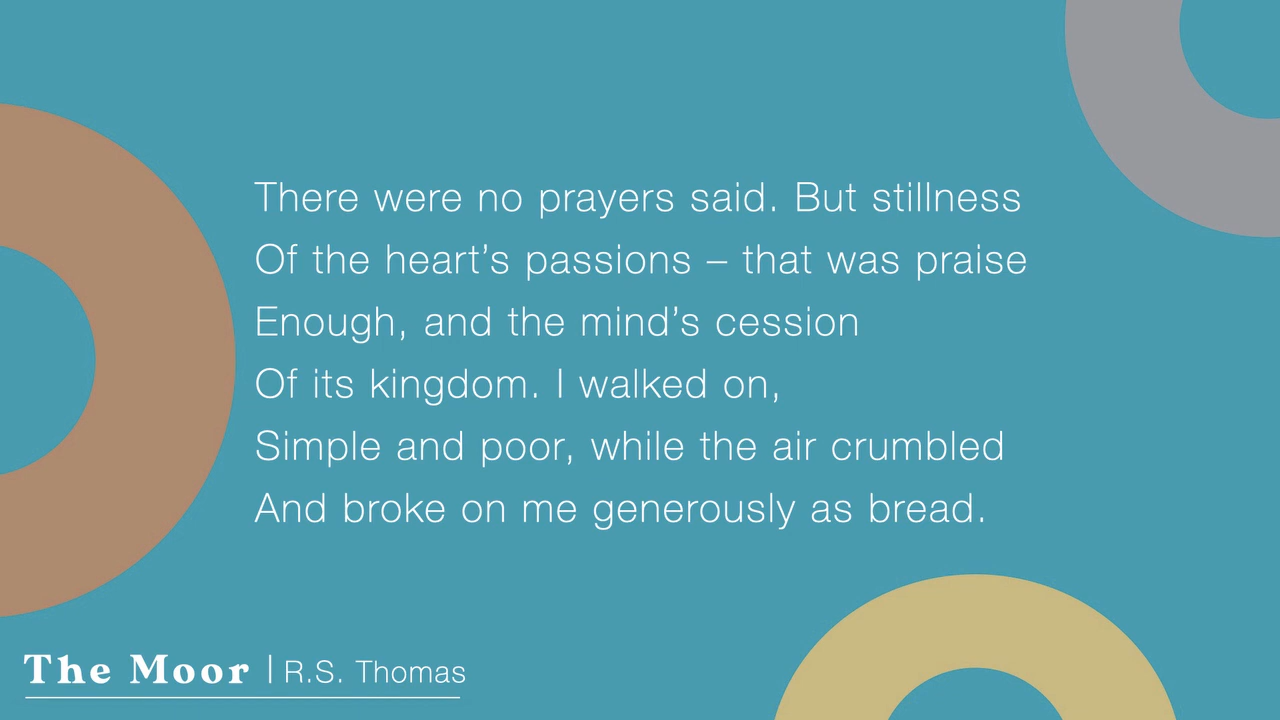 There were no prayers said. But stillness
Of the heart’s passions – that was praise
Enough, and the mind’s cession
Of its kingdom. I walked on,
Simple and poor, while the air crumbled
And broke on me generously as bread.
The Moor | R.S. Thomas